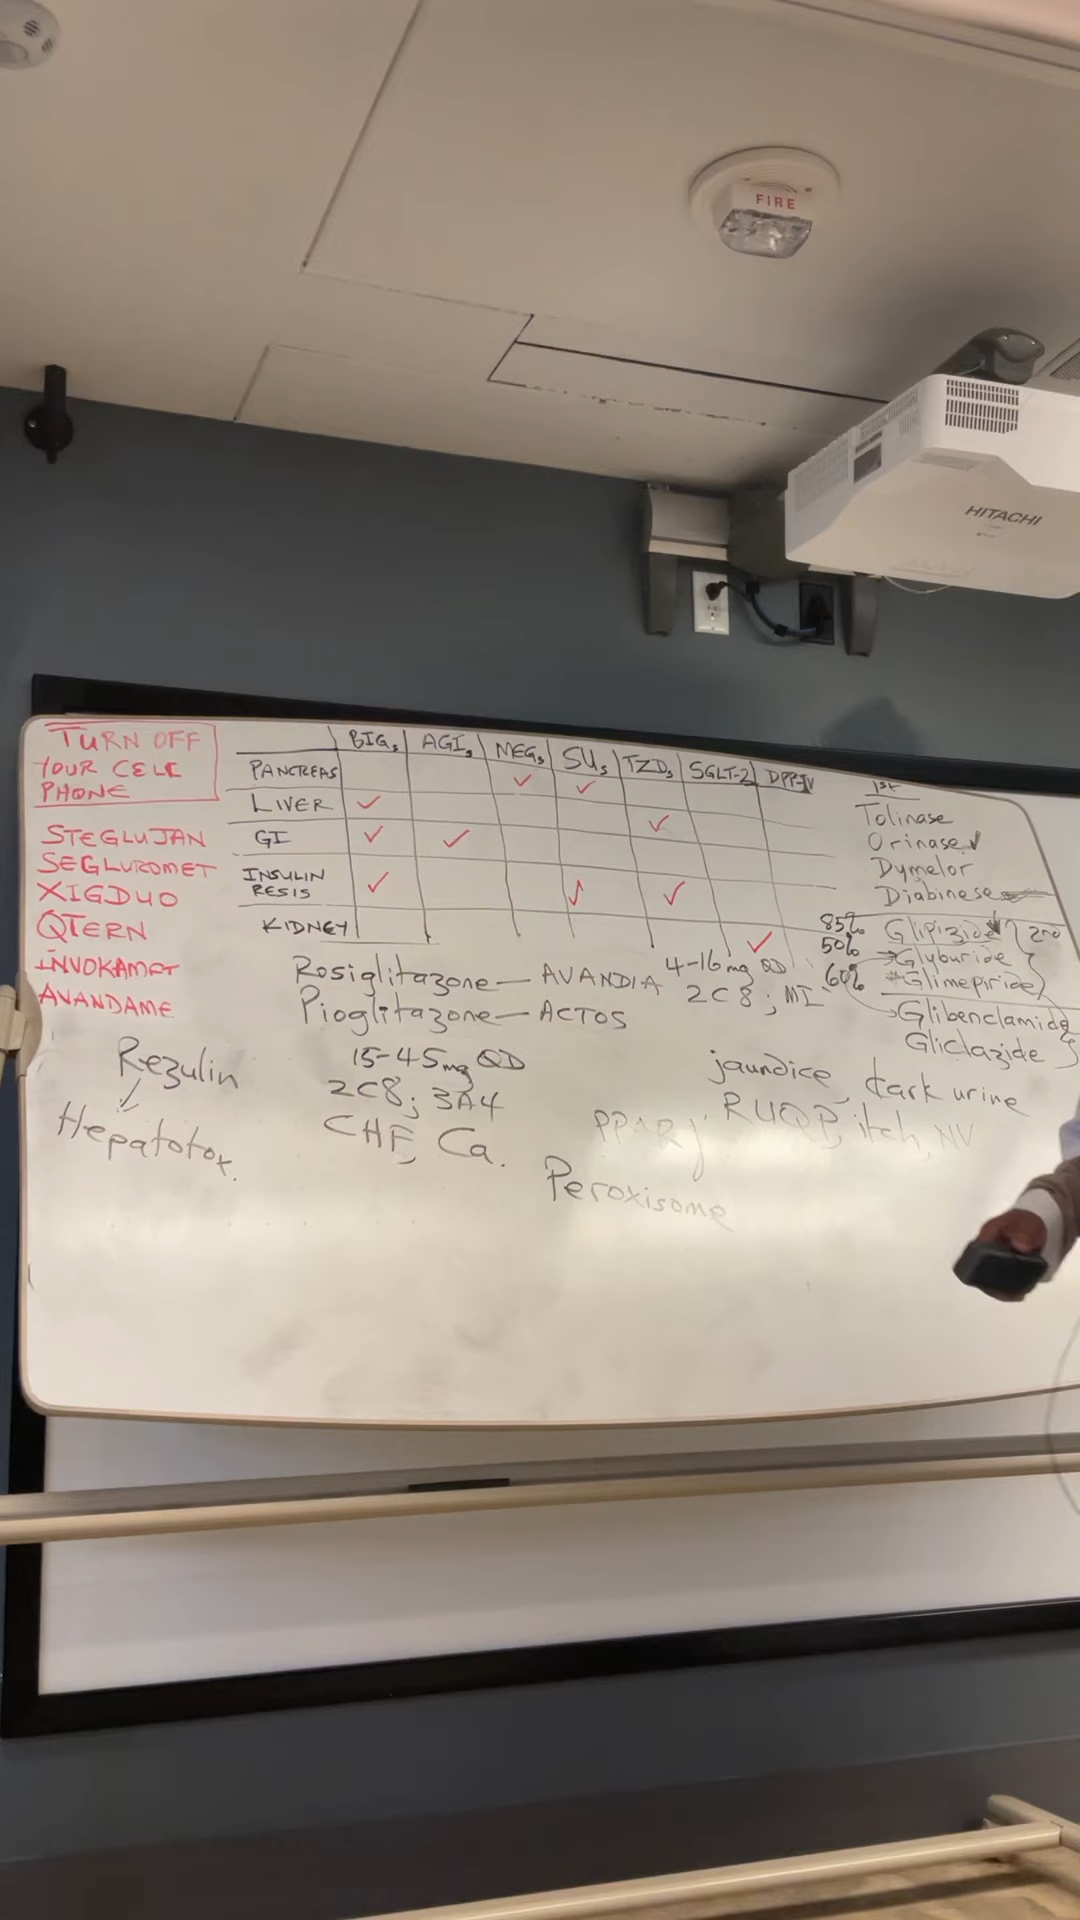 FIRE
HITACHI
TURN OFF
YOUR CELL
PHONE
STEGLUJAN
SEGLUROMET
XIGDUO
QTERN
INVOKAMET
AVANDAME
BIGs AGIs MEGs SUs TZDs SGLT-2 DPP-IV
PANCREAS
LIVER
GI
INSULIN
RESIS
KIDNEY
1st
Tolinase
Orinase
Dymelor
Diabinese
85% Glipizide 2nd
50% Glyburide
60% *Glimepiride
Glibenclamide
Gliclazide
Rosiglitazone - AVANDIA 4-16mg QD
2C8; MI
Pioglitazone - ACTOS
15-45mg QD
2C8; 3A4
CHF, Ca.
Rezulin
Hepatotox.
jaundice, dark urine
RUQP, itch, NV
Peroxisome